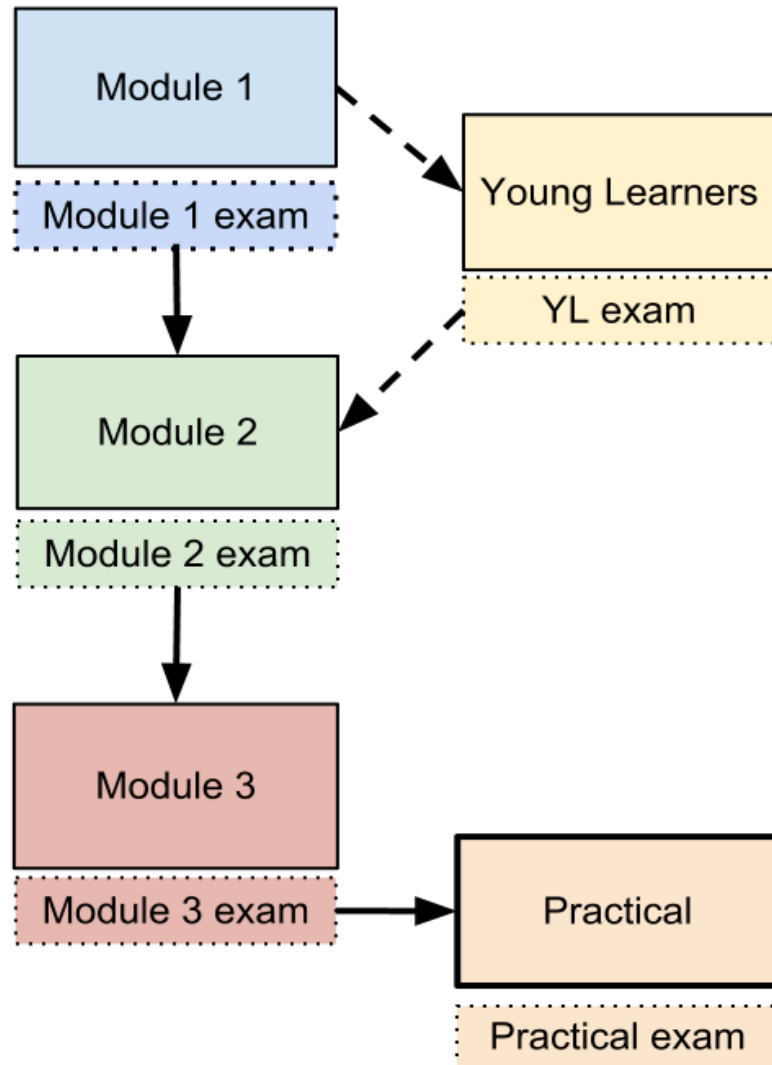 Module 1
Module 1 exam
Young Learners
YL exam
Module 2
Module 2 exam
Module 3
Module 3 exam
Practical
Practical exam